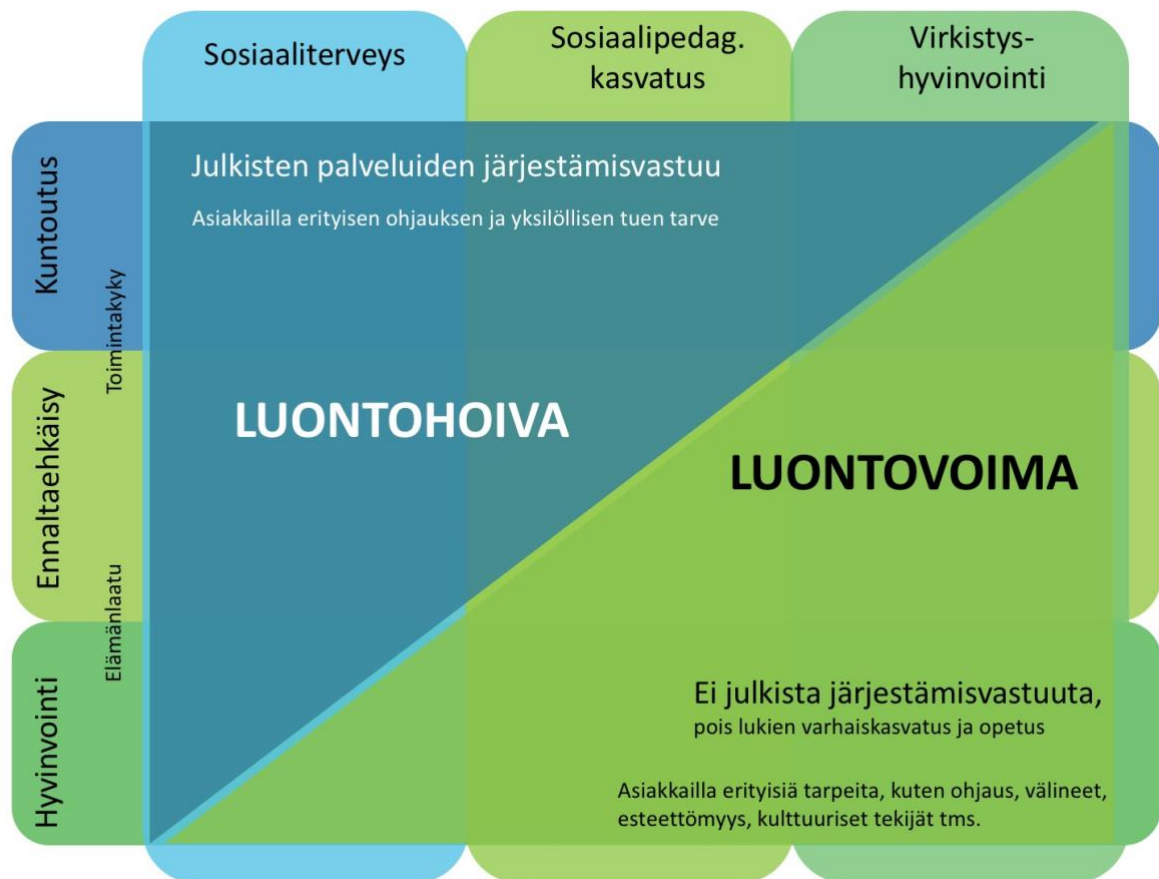 Sosiaaliterveys
Sosiaalipedag.
kasvatus
Virkistys-
hyvinvointi
Kuntoutus
Toimintakyky
Ennaltaehkäisy
Elämänlaatu
Hyvinvointi
Julkisten palveluiden järjestämisvastuu
Asiakkailla erityisen ohjauksen ja yksilöllisen tuen tarve
LUONTOHOIVA
LUONTOVOIMA
Ei julkista järjestämisvastuuta,
pois lukien varhaiskasvatus ja opetus
Asiakkailla erityisiä tarpeita, kuten ohjaus, välineet,
esteettömyys, kulttuuriset tekijät tms.